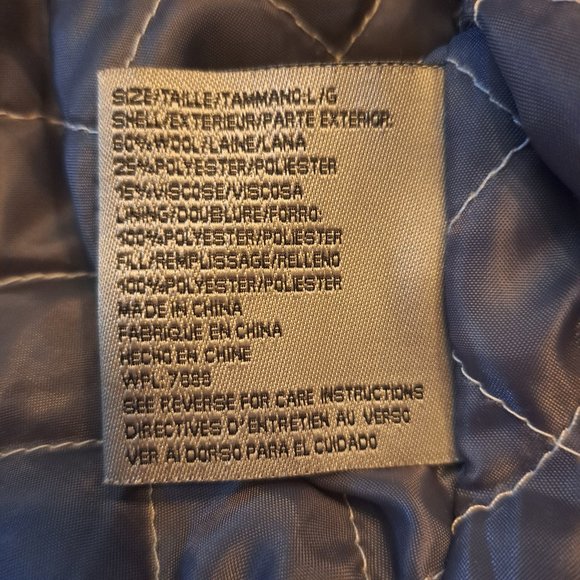 SIZE/TAILLE/TAMMANO:L/G
SHELL/EXTERIEUR/PARTE EXTERIOR:
60% WOOL/LAINE/LANA
25% POLYESTER/POLIESTER
15% VISCOSE/VISCOSA
LINING/DOUBLURE/FORRO:
100% POLYESTER/POLIESTER
FILL/REMPLISSAGE/RELLENO
100% POLYESTER/POLIESTER
MADE IN CHINA
FABRIQUE EN CHINA
HECHO EN CHINE
WPL: 7388
SEE REVERSE FOR CARE INSTRUCTIONS
DIRECTIVES D'ENTRETIEN AU VERSO
VER AI DORSO PARA EL CUIDADO